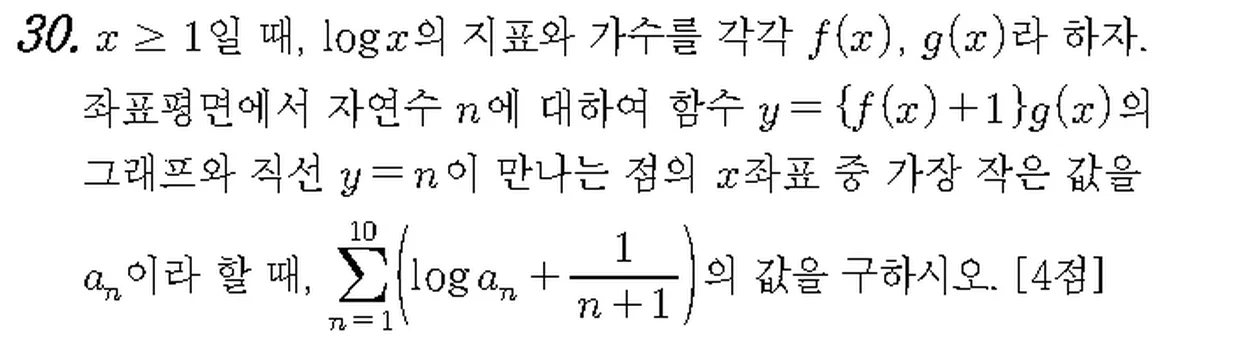 30. x ≥ 1일 때, log x의 지표와 가수를 각각 f(x), g(x)라 하자.
좌표평면에서 자연수 n에 대하여 함수 y = {f(x)+1}g(x)의
그래프와 직선 y = n이 만나는 점의 x좌표 중 가장 작은 값을
aₙ이라 할 때, ∑_{n=1}^{10} (log aₙ + 1/(n+1))의 값을 구하시오. [4점]